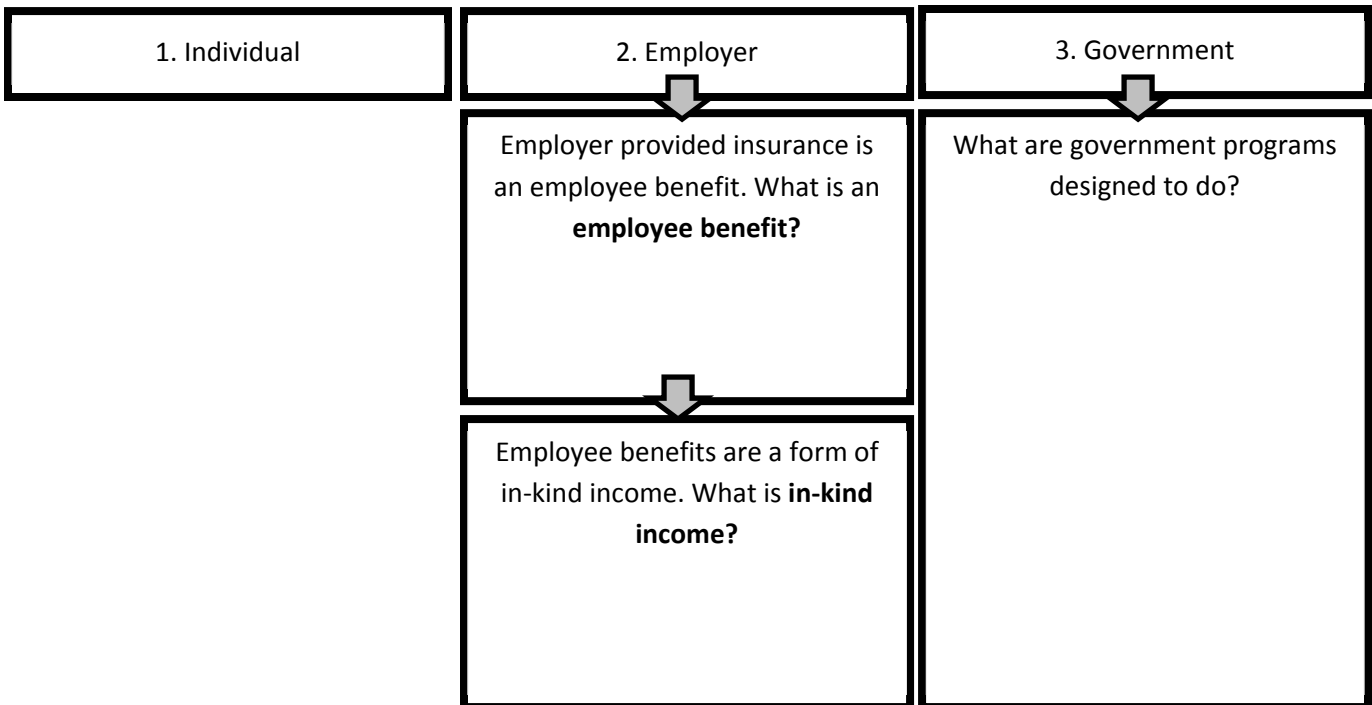 1. Individual
2. Employer
3. Government
Employer provided insurance is
an employee benefit. What is an
employee benefit?
What are government programs
designed to do?
Employee benefits are a form of
in-kind income. What is in-kind
income?